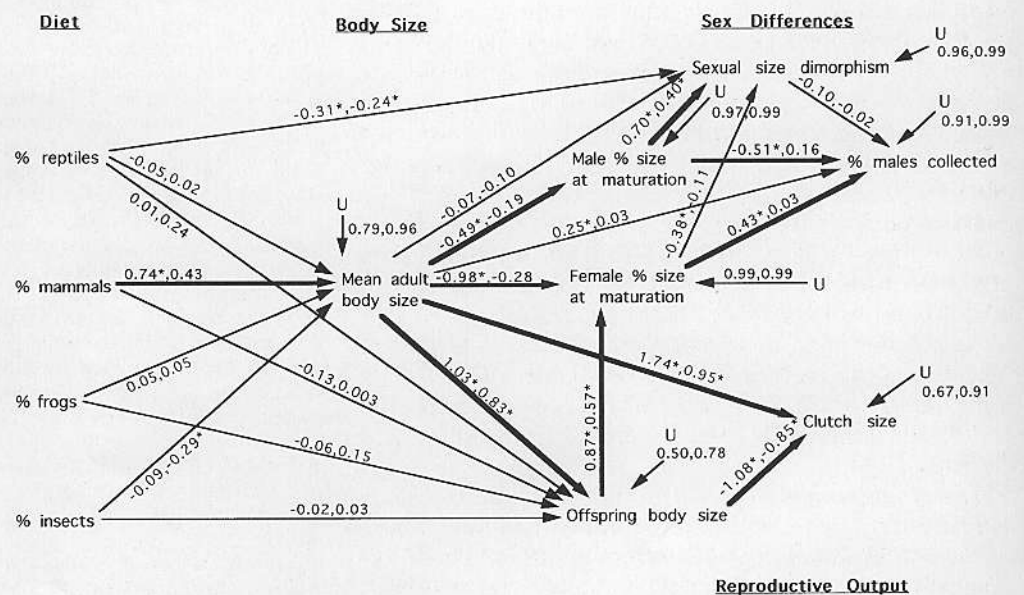 Diet
Body Size
Sex Differences
U
0.96,0.99
Sexual size dimorphism
-0.31*,-0.24*
0.70*,0.40*
U
0.97,0.99
-0.10,-0.02
U
0.91,0.99
% reptiles
-0.05,0.02
0.01,0.24
-0.07,-0.10
Male % size
at maturation
-0.51*,0.16
% males collected
-0.49*,-0.19
0.25*,0.03
-0.38*,-0.11
0.43*,0.03
U
0.79,0.96
% mammals
0.74*,0.43
Mean adult
body size
-0.98*,-0.28
Female % size
at maturation
0.99,0.99
U
0.05,0.05
-0.13,0.003
1.03*,0.83*
1.74*,0.95*
U
0.67,0.91
% frogs
-0.06,0.15
0.87*,0.57*
Clutch size
-0.09,-0.29*
U
0.50,0.78
-1.08*,-0.85*
% insects
-0.02,0.03
Offspring body size
Reproductive Output